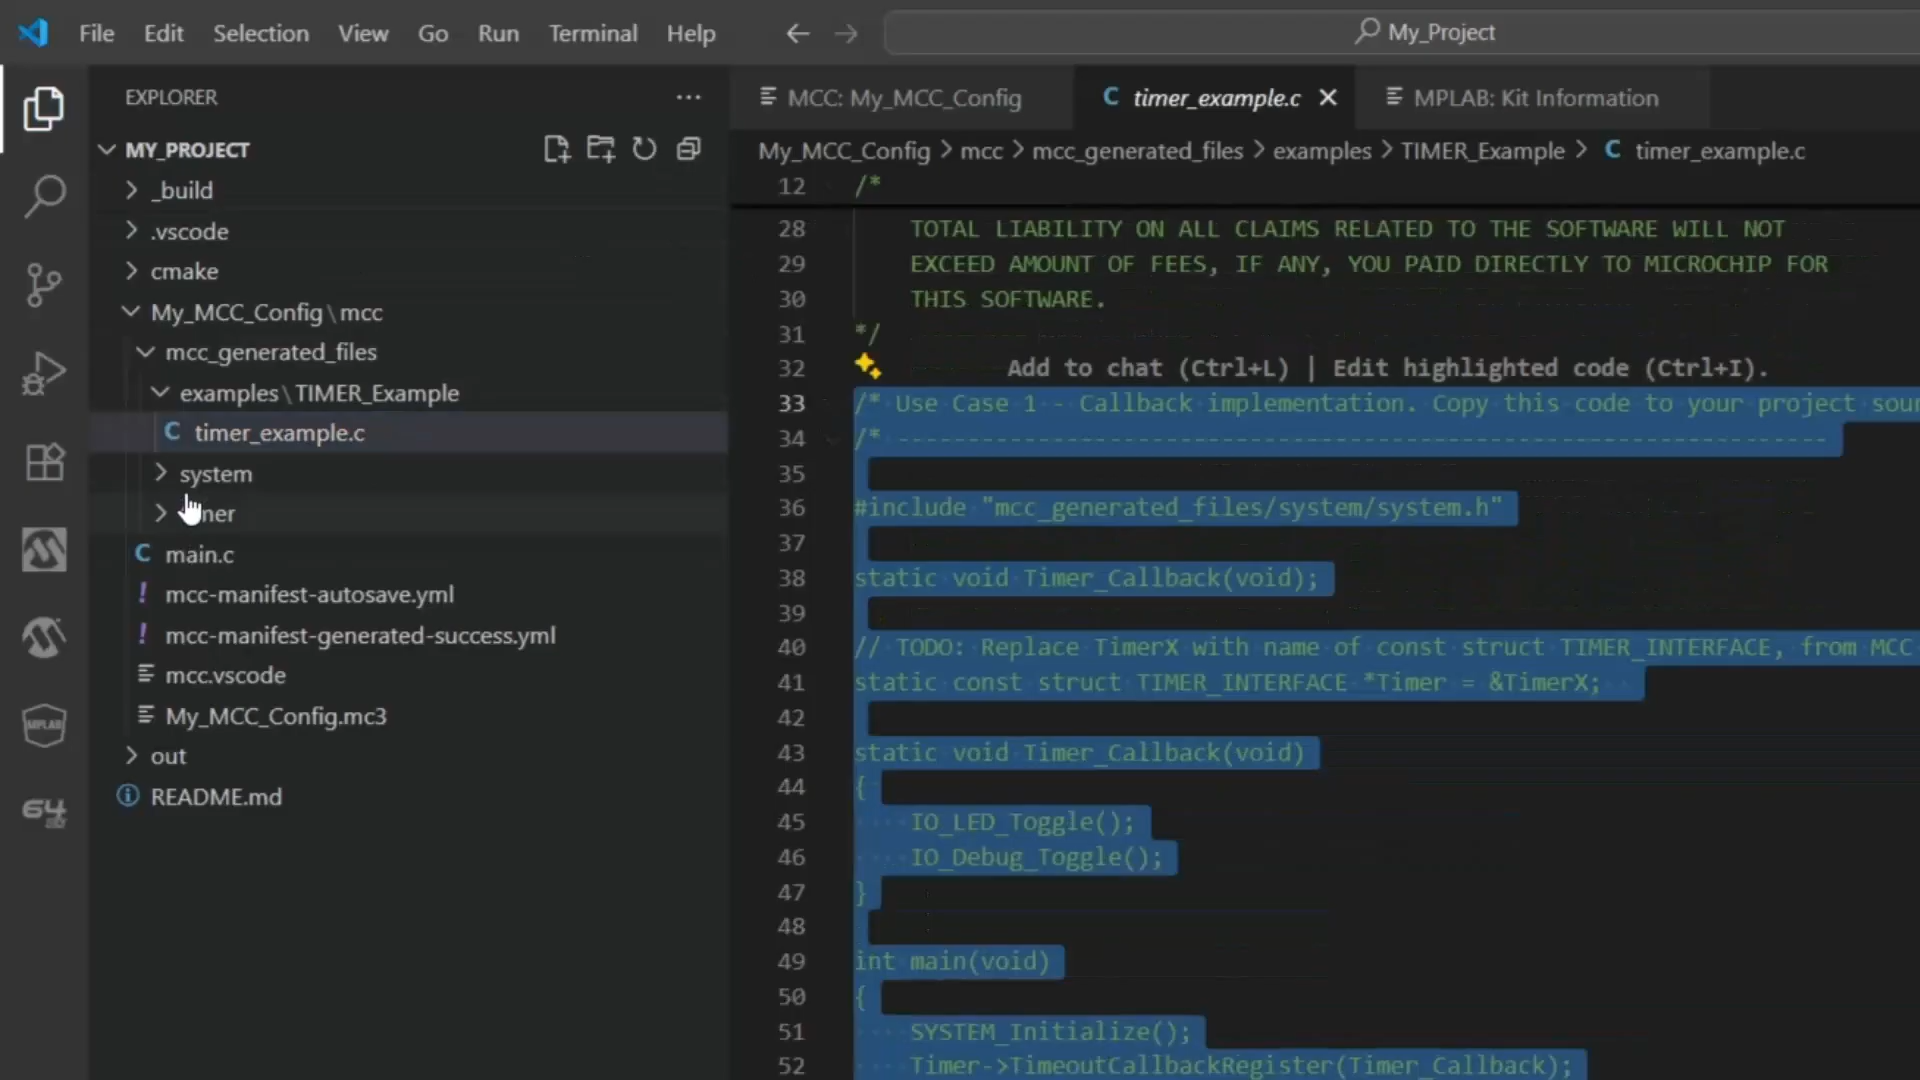 File Edit Selection View Go Run Terminal Help
My_Project
EXPLORER
MY_PROJECT
_build
.vscode
cmake
My_MCC_Config\mcc
mcc_generated_files
examples\TIMER_Example
C timer_example.c
system
C main.c
! mcc-manifest-autosave.yml
! mcc-manifest-generated-success.yml
mcc.vscode
My_MCC_Config.mc3
out
README.md
MPLAB
64
MCC: My_MCC_Config
C timer_example.c
MPLAB: Kit Information
My_MCC_Config > mcc > mcc_generated_files > examples > TIMER_Example > C timer_example.c
12 /*
28 TOTAL LIABILITY ON ALL CLAIMS RELATED TO THE SOFTWARE WILL NOT
29 EXCEED AMOUNT OF FEES, IF ANY, YOU PAID DIRECTLY TO MICROCHIP FOR
30 THIS SOFTWARE.
31 */
32 Add to chat (Ctrl+L) | Edit highlighted code (Ctrl+I).
33 /* Use Case 1 - Callback implementation. Copy this code to your project
34 /* ------------------------------------------------------------------
35
36 #include "mcc_generated_files/system/system.h"
37
38 static void Timer_Callback(void);
39
40 // TODO: Replace TimerX with name of const struct TIMER_INTERFACE, from MCC
41 static const struct TIMER_INTERFACE *Timer = &TimerX;
42
43 static void Timer_Callback(void)
44 {
45 IO_LED_Toggle();
46 IO_Debug_Toggle();
47 }
48
49 int main(void)
50 {
51 SYSTEM_Initialize();
52 Timer->TimeoutCallbackRegister(Timer_Callback);